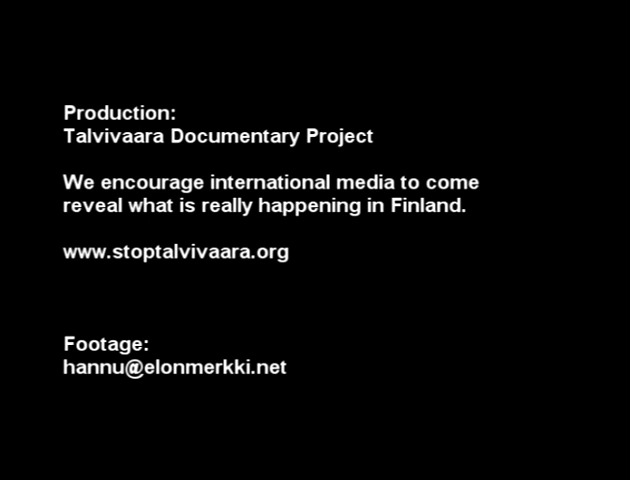 Production:
Talvivaara Documentary Project
We encourage international media to come
reveal what is really happening in Finland.
www.stoptalvivaara.org
Footage:
hannu@elonmerkki.net